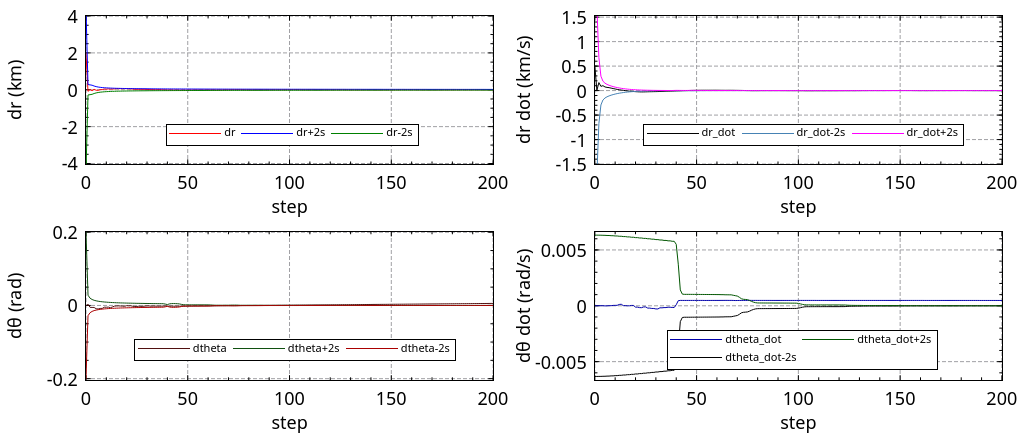 4
2
0
-2
-4
dr (km)
dr dr+2s dr-2s
0 50 100 150 200
step
1.5
1
0.5
0
-0.5
-1
-1.5
dr dot (km/s)
dr_dot dr_dot-2s dr_dot+2s
0 50 100 150 200
step
0.2
0
-0.2
dθ (rad)
dtheta dtheta+2s dtheta-2s
0 50 100 150 200
step
0.005
0
-0.005
dθ dot (rad/s)
dtheta_dot dtheta_dot+2s
dtheta_dot-2s
0 50 100 150 200
step